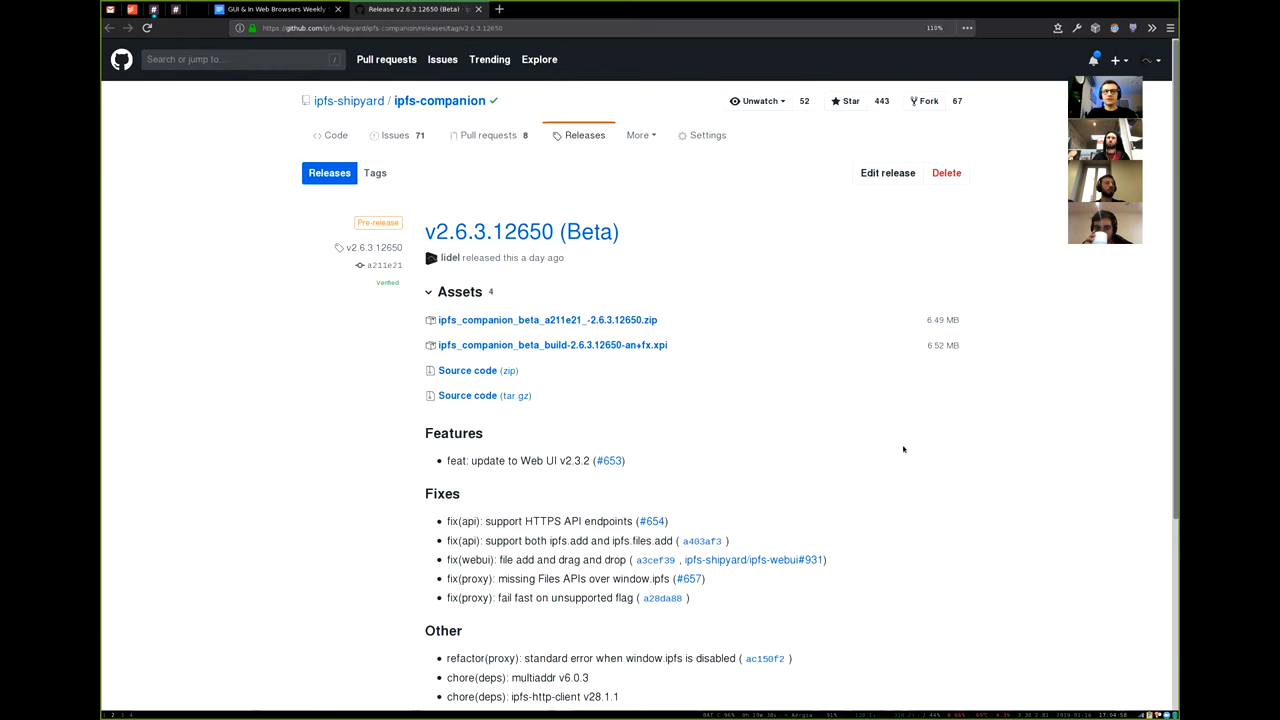 GUI & In Web Browsers Weekly
Release v2.6.3.12650 (Beta)
https://github.com/ipfs-shipyard/ipfs-companion/releases/tag/v2.6.3.12650
110%
Search or jump to…
/
Pull requests
Issues
Trending
Explore
ipfs-shipyard / ipfs-companion
Unwatch
52
Star
443
Fork
67
Code
Issues 71
Pull requests 8
Releases
More
Settings
Releases
Tags
Edit release
Delete
Pre-release
v2.6.3.12650
a211e21
Verified
v2.6.3.12650 (Beta)
lidel released this a day ago
Assets 4
ipfs_companion_beta_a211e21_-2.6.3.12650.zip
6.49 MB
ipfs_companion_beta_build-2.6.3.12650-an+fx.xpi
6.52 MB
Source code (zip)
Source code (tar gz)
Features
feat: update to Web UI v2.3.2 (#653)
Fixes
fix(api): support HTTPS API endpoints (#654)
fix(api): support both ipfs.add and ipfs.files.add ( a403af3 )
fix(webui): file add and drag and drop ( a3cef39 , ipfs-shipyard/ipfs-webui#931)
fix(proxy): missing Files APIs over window.ipfs (#657)
fix(proxy): fail fast on unsupported flag ( a28da88 )
Other
refactor(proxy): standard error when window.ipfs is disabled ( ac150f2 )
chore(deps): multiaddr v6.0.3
chore(deps): ipfs-http-client v28.1.1